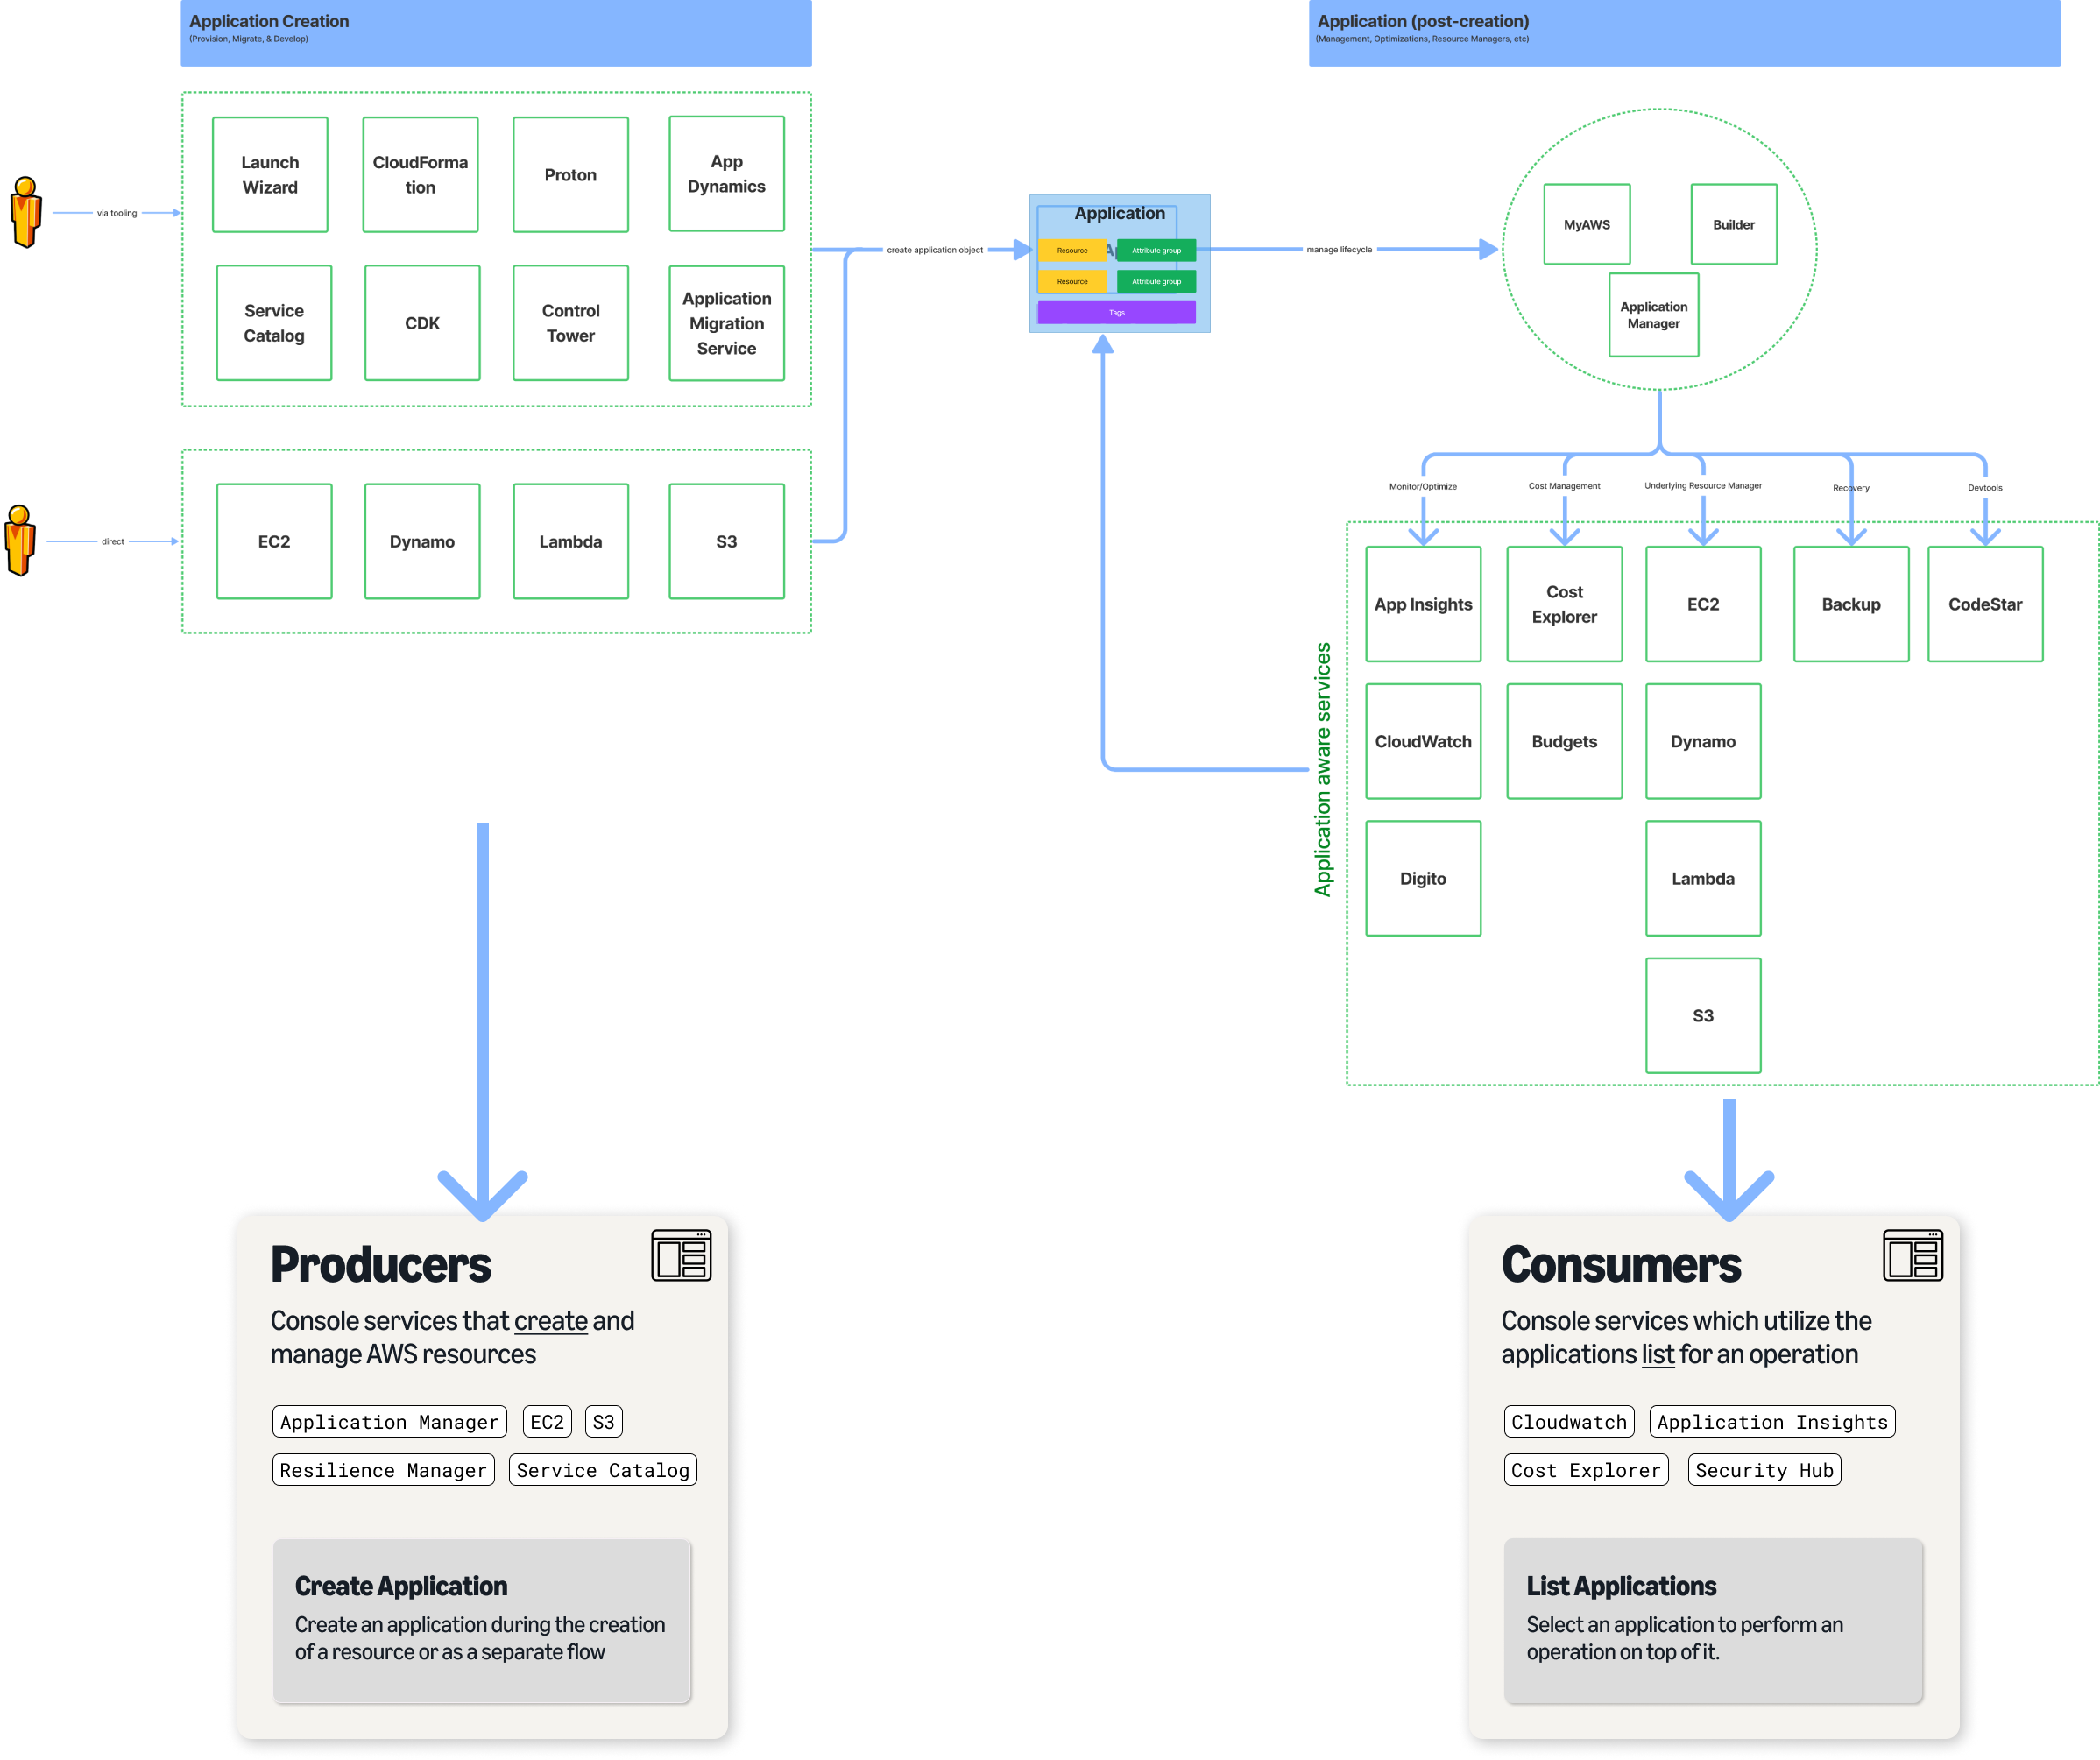 Application Creation
(Provision, Migrate, & Develop)
Application (post-creation)
(Management, Optimizations, Resource Managers, etc)
via tooling
Launch
Wizard
CloudForma
tion
Proton
App
Dynamics
Service
Catalog
CDK
Control
Tower
Application
Migration
Service
direct
EC2
Dynamo
Lambda
S3
create application object
Application
Resource
Attribute group
Resource
Attribute group
Tags
manage lifecycle
MyAWS
Builder
Application
Manager
Monitor/Optimize
Cost Management
Underlying Resource Manager
Recovery
Devtools
Application aware services
App Insights
Cost
Explorer
EC2
Backup
CodeStar
CloudWatch
Budgets
Dynamo
Digito
Lambda
S3
Producers
Console services that create and
manage AWS resources
Application Manager
EC2
S3
Resilience Manager
Service Catalog
Create Application
Create an application during the creation
of a resource or as a separate flow
Consumers
Console services which utilize the
applications list for an operation
Cloudwatch
Application Insights
Cost Explorer
Security Hub
List Applications
Select an application to perform an
operation on top of it.